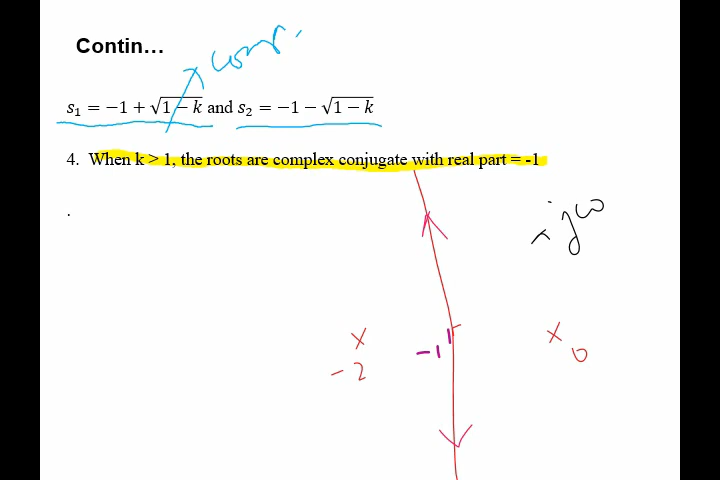 Contin…
s₁ = −1 + √1 − k and s₂ = −1 − √1 − k
4. When k > 1, the roots are complex conjugate with real part = -1
.
jω
x x
-1 0
-2